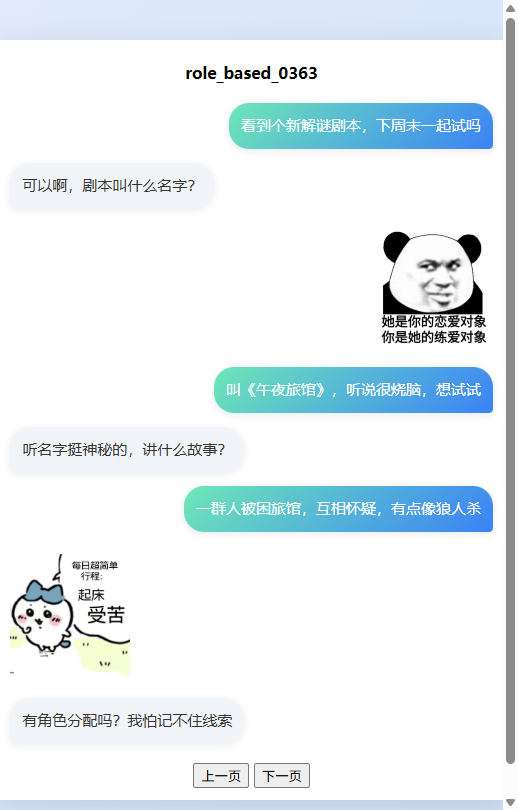 role_based_0363
看到个新解谜剧本，下周末一起试吗
可以啊，剧本叫什么名字？
她是你的恋爱对象
你是她的练爱对象
叫《午夜旅馆》，听说很烧脑，想试试
听名字挺神秘的，讲什么故事？
一群人被困旅馆，互相怀疑，有点像狼人杀
每日超简单
行程：
起床
受苦
有角色分配吗？我怕记不住线索
上一页 下一页